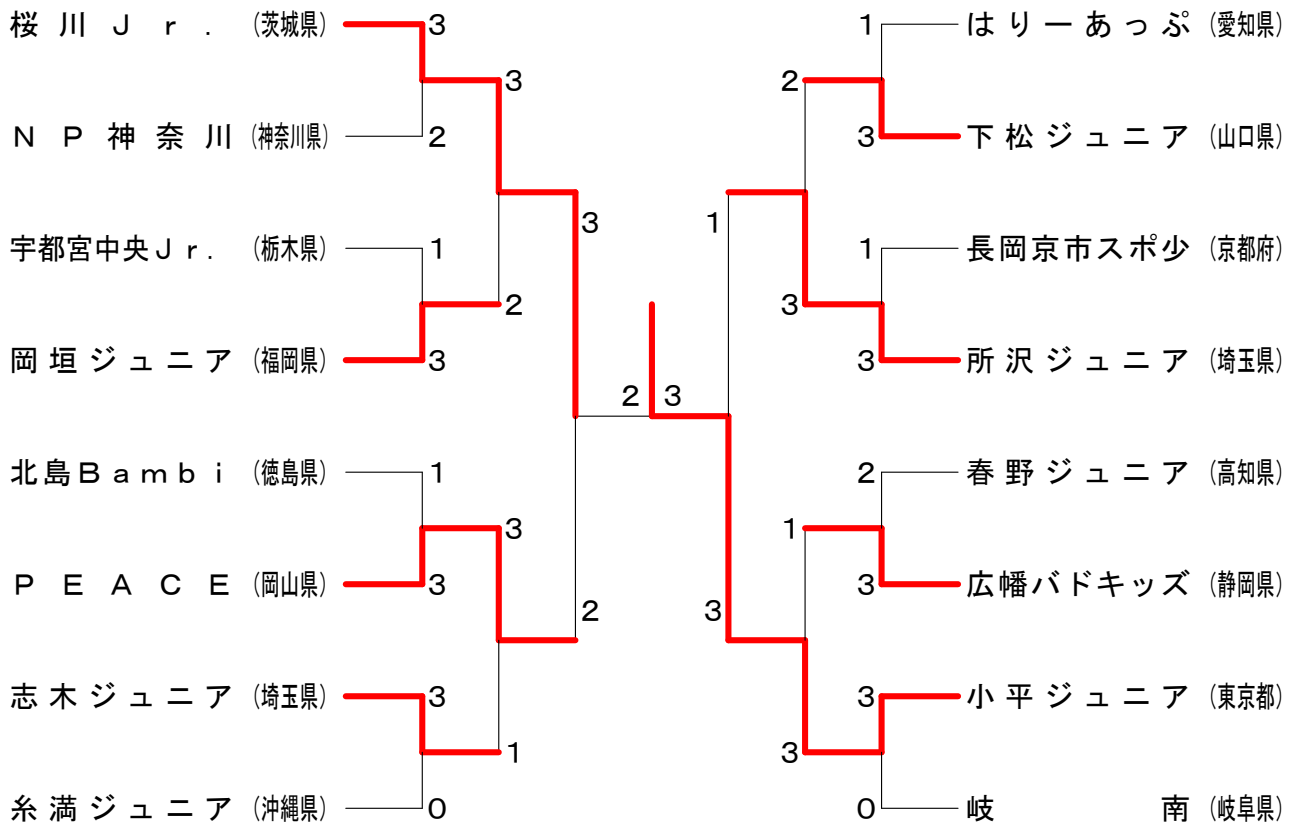 桜川Ｊｒ． （茨城県） 3
3
ＮＰ神奈川 （神奈川県） 2
3
宇都宮中央Ｊｒ． （栃木県） 1
2
岡垣ジュニア （福岡県） 3
2
北島Ｂａｍｂｉ （徳島県） 1
3
ＰＥＡＣＥ （岡山県） 3
2
志木ジュニア （埼玉県） 3
1
糸満ジュニア （沖縄県） 0
1 はりーあっぷ （愛知県）
2
3 下松ジュニア （山口県）
1
1 長岡京市スポ少 （京都府）
3
3 所沢ジュニア （埼玉県）
3
2 春野ジュニア （高知県）
1
3 広幡バドキッズ （静岡県）
3
3 小平ジュニア （東京都）
3
0 岐南 （岐阜県）